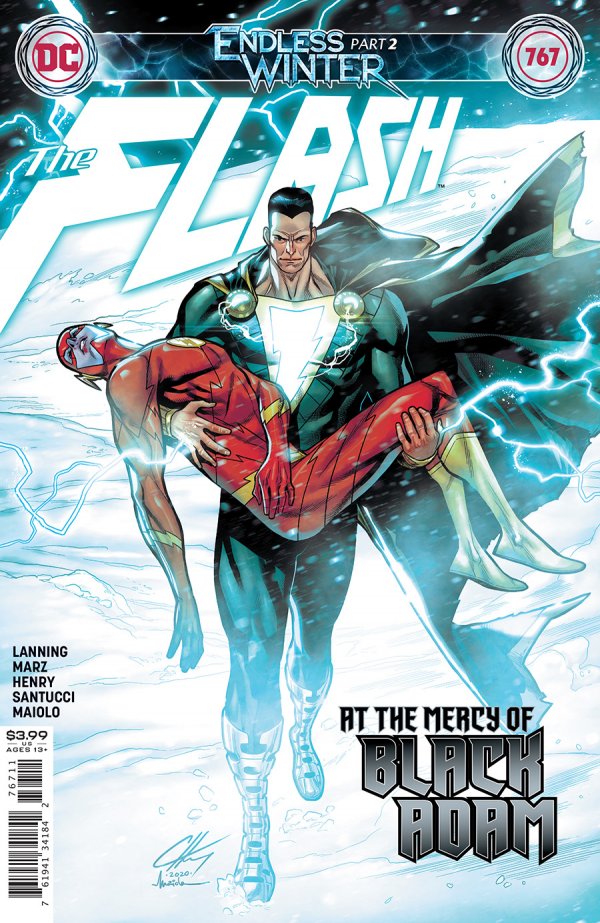 DC
ENDLESS
WINTER
PART 2
767
The
FLASH
TM
LANNING
MARZ
HENRY
SANTUCCI
MAIOLO
$3.99
US
AGES 13+
AT THE MERCY OF
BLACK
ADAM
76711
7 61941 34184 2
2020